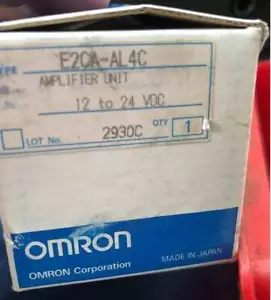 TYPE E2CA-AL4C
AMPLIFIER UNIT
12 to 24 VDC
LOT No. 2930C QTY 1
OMRON
MADE IN JAPAN
OMRON Corporation